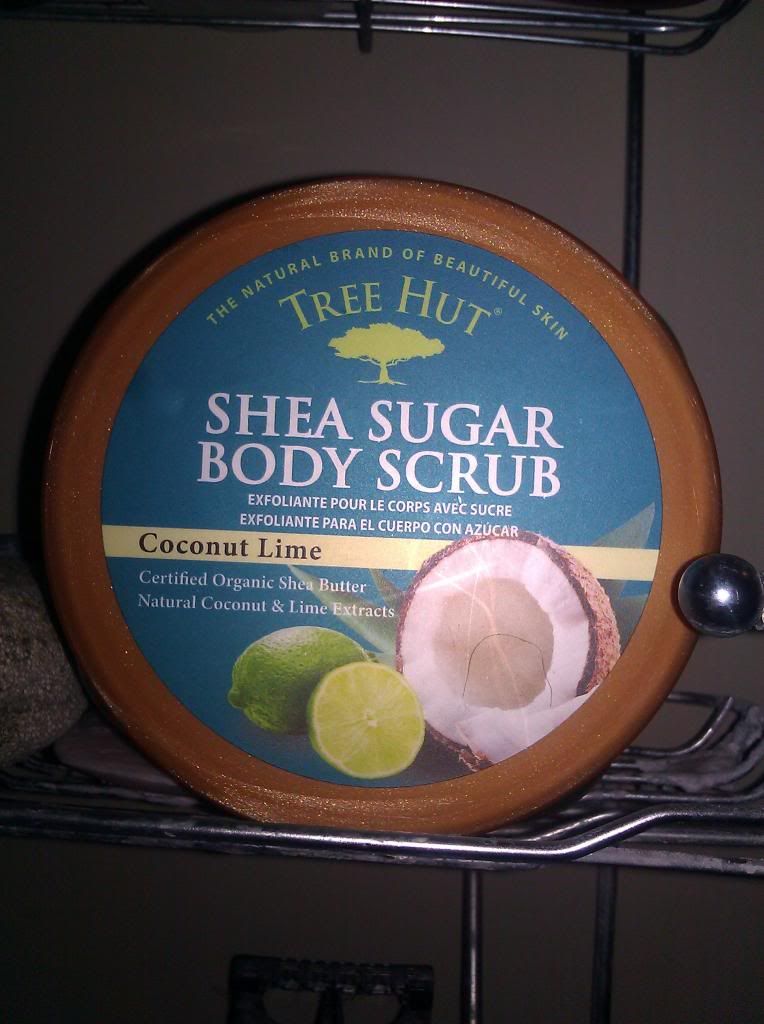 THE NATURAL BRAND OF BEAUTIFUL SKIN
TREE HUT®
SHEA SUGAR
BODY SCRUB
EXFOLIANTE POUR LE CORPS AVEC SUCRE
EXFOLIANTE PARA EL CUERPO CON AZÚCAR
Coconut Lime
Certified Organic Shea Butter
Natural Coconut & Lime Extracts